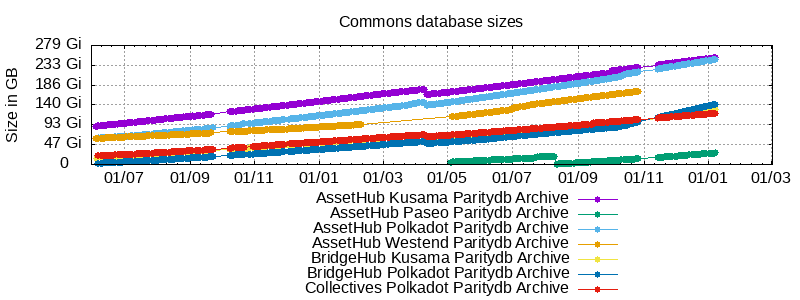 Commons database sizes
Size in GB
279 Gi
233 Gi
186 Gi
140 Gi
93 Gi
47 Gi
0
01/07 01/09 01/11 01/01 01/03 01/05 01/07 01/09 01/11 01/01 01/03
AssetHub Kusama Paritydb Archive
AssetHub Paseo Paritydb Archive
AssetHub Polkadot Paritydb Archive
AssetHub Westend Paritydb Archive
BridgeHub Kusama Paritydb Archive
BridgeHub Polkadot Paritydb Archive
Collectives Polkadot Paritydb Archive